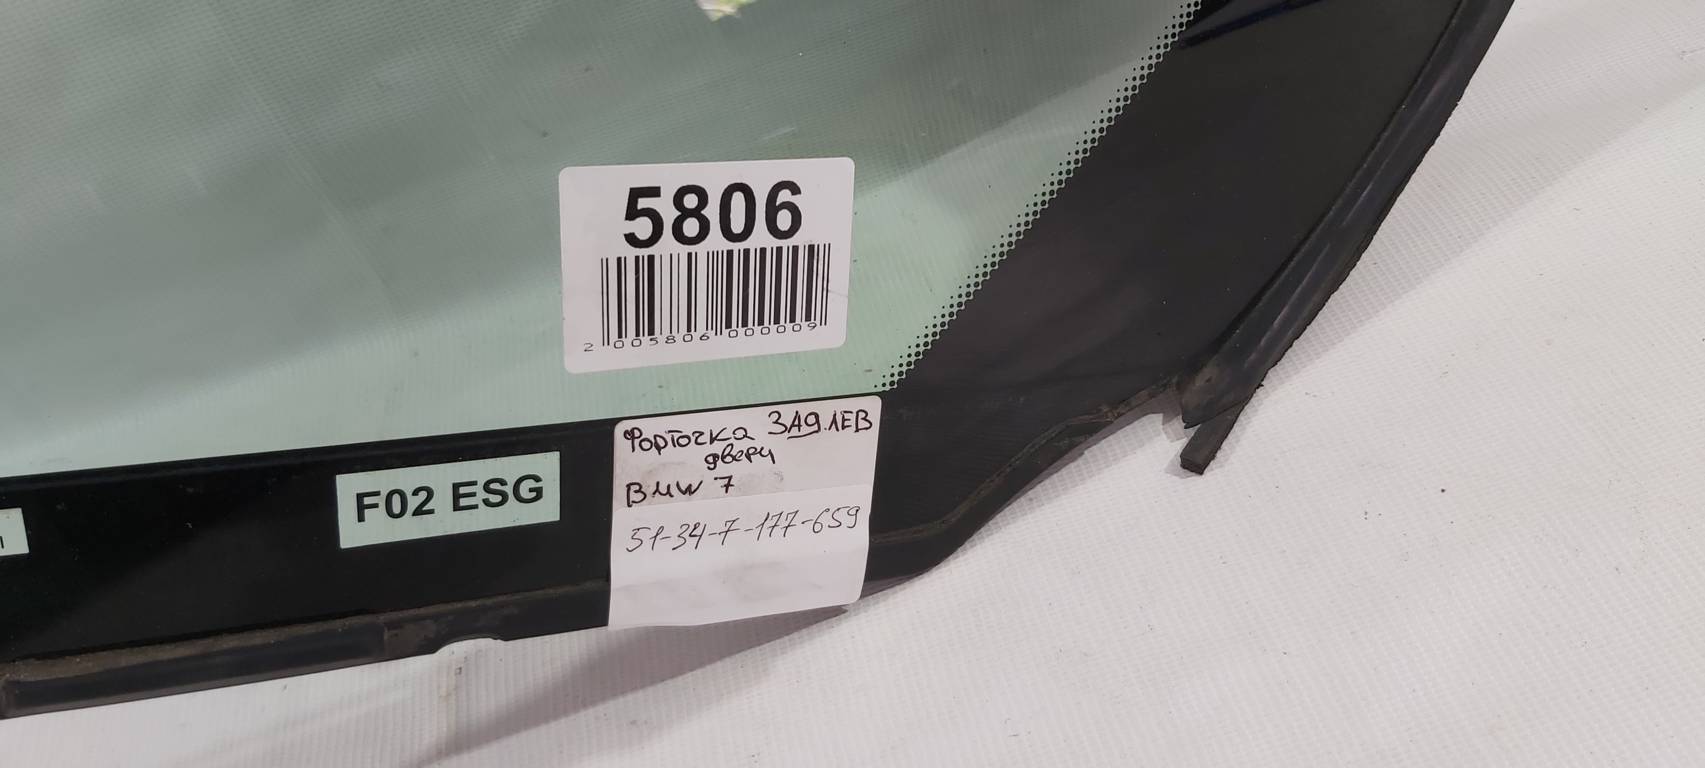 5806
2 005806 000009
Форточка ЗАД.ЛЕВ
двери
BMW 7
51-34-7-177-659
F02 ESG